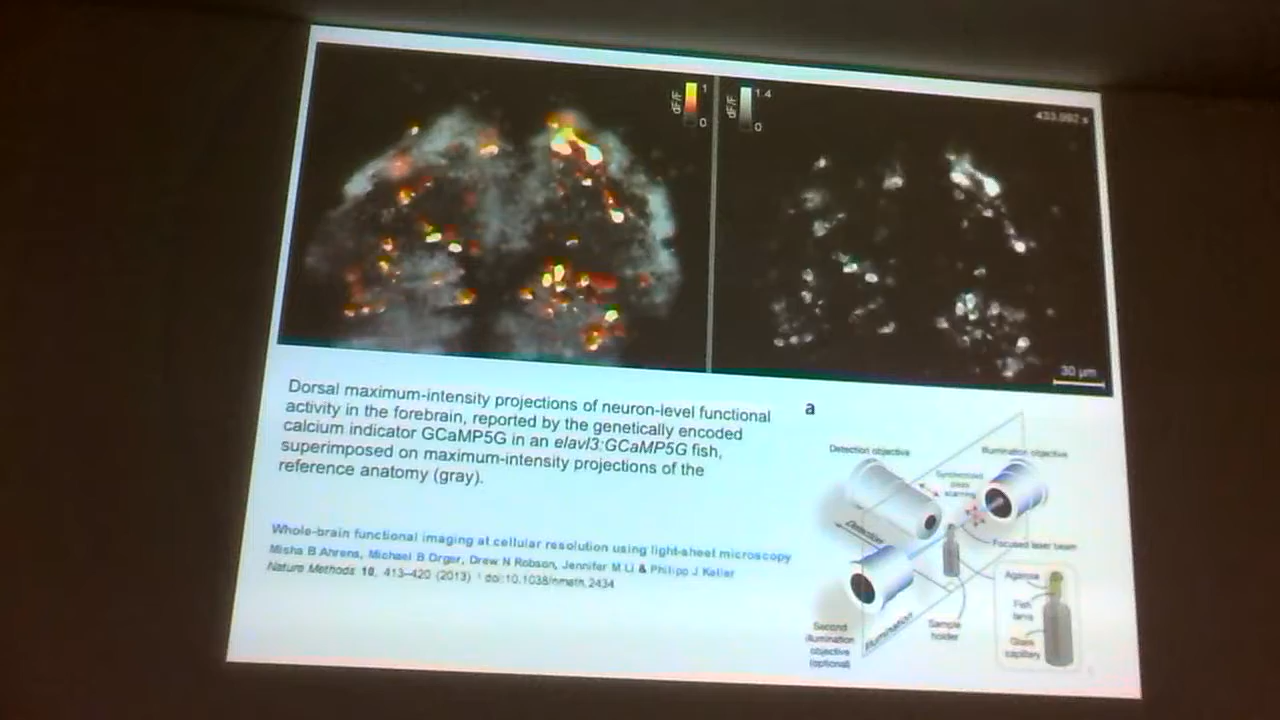 dF/F
1
0
dF/F
1.4
0
433.992 s
30 µm
Dorsal maximum-intensity projections of neuron-level functional
activity in the forebrain, reported by the genetically encoded
calcium indicator GCaMP5G in an elavl3:GCaMP5G fish,
superimposed on maximum-intensity projections of the
reference anatomy (gray).
Whole-brain functional imaging at cellular resolution using light-sheet microscopy
Misha B Ahrens, Michael B Orger, Drew N Robson, Jennifer M Li & Philipp J Keller
Nature Methods 10, 413–420 (2013) doi:10.1038/nmeth.2434
a
Detection objective
Illumination objective
Synchronized
piezo
scanning
Detection
Focused laser beam
Agarose
Fish
larva
Glass
capillary
Sample
holder
Illumination
Second
illumination
objective
(optional)